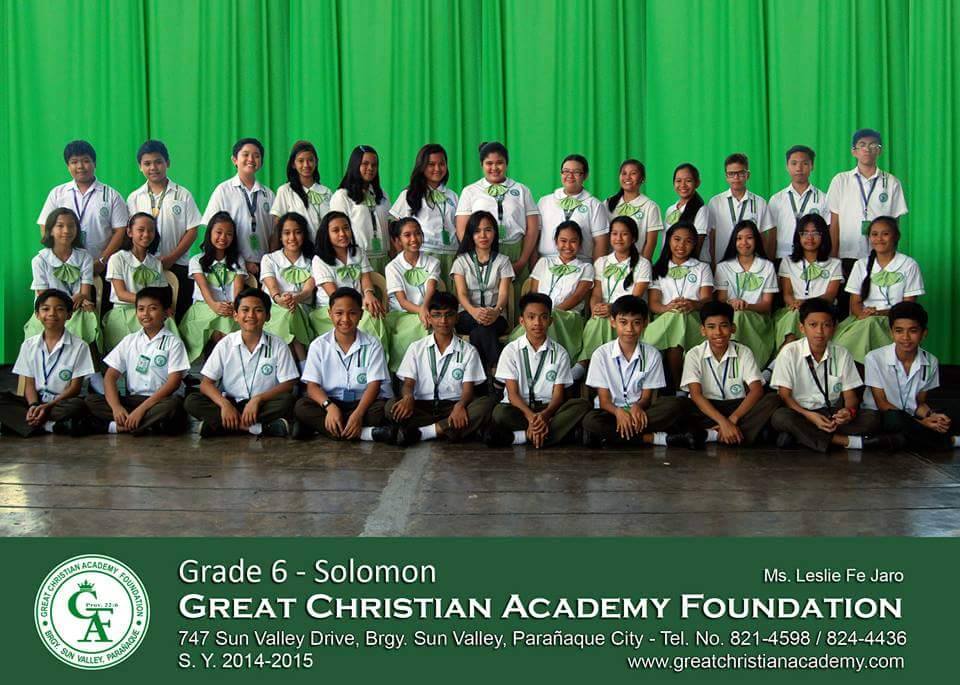 Grade 6 - Solomon
Ms. Leslie Fe Jaro
GREAT CHRISTIAN ACADEMY FOUNDATION
747 Sun Valley Drive, Brgy. Sun Valley, Parañaque City - Tel. No. 821-4598 / 824-4436
S. Y. 2014-2015
www.greatchristianacademy.com
GREAT CHRISTIAN ACADEMY FOUNDATION
GCAF
Prov. 22:6
BRGY. SUN VALLEY, PARAÑAQUE